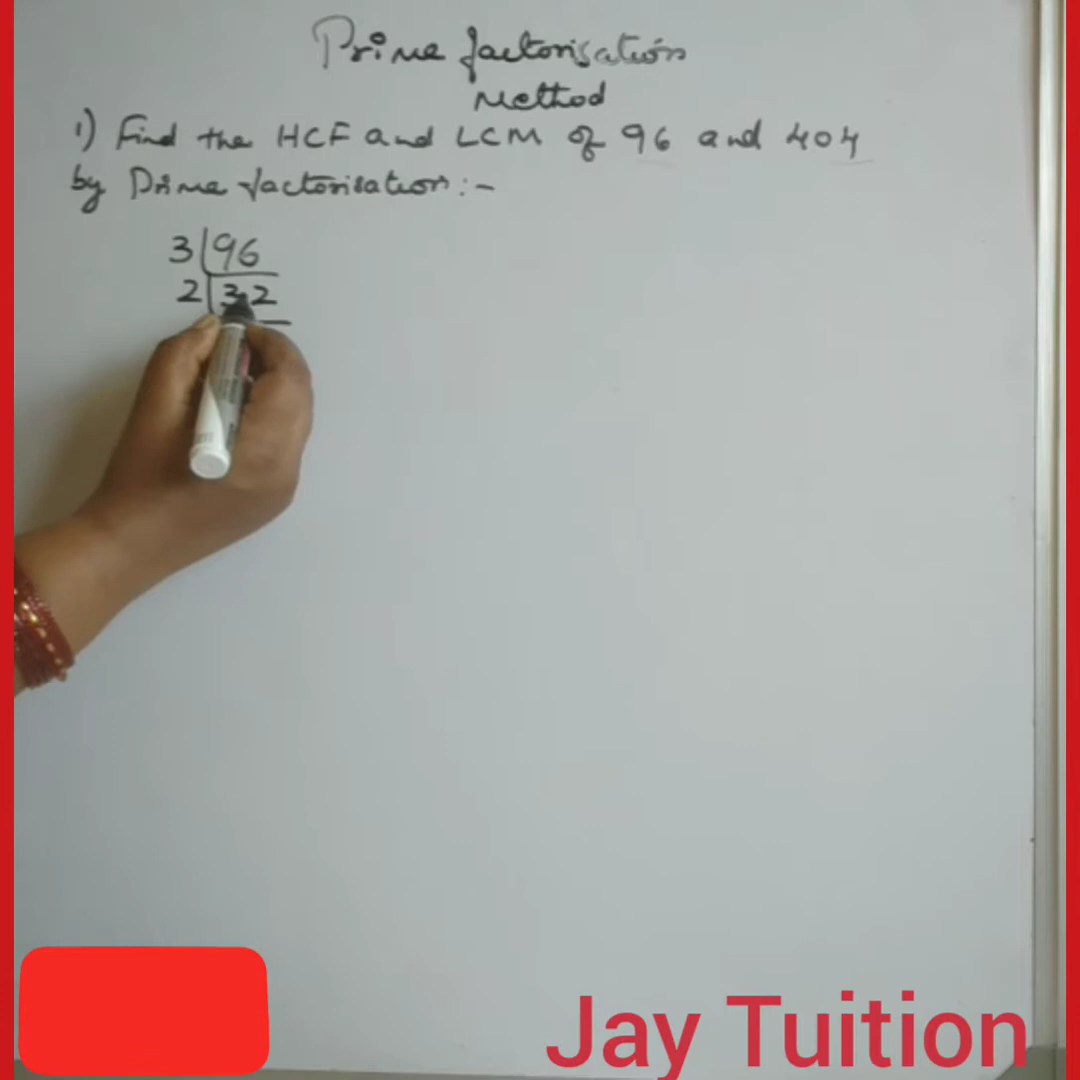 Prime factorisation
Method
1) Find the HCF and LCM of 96 and 404
by Prime factorisation :-
3 96
2 32
Jay Tuition